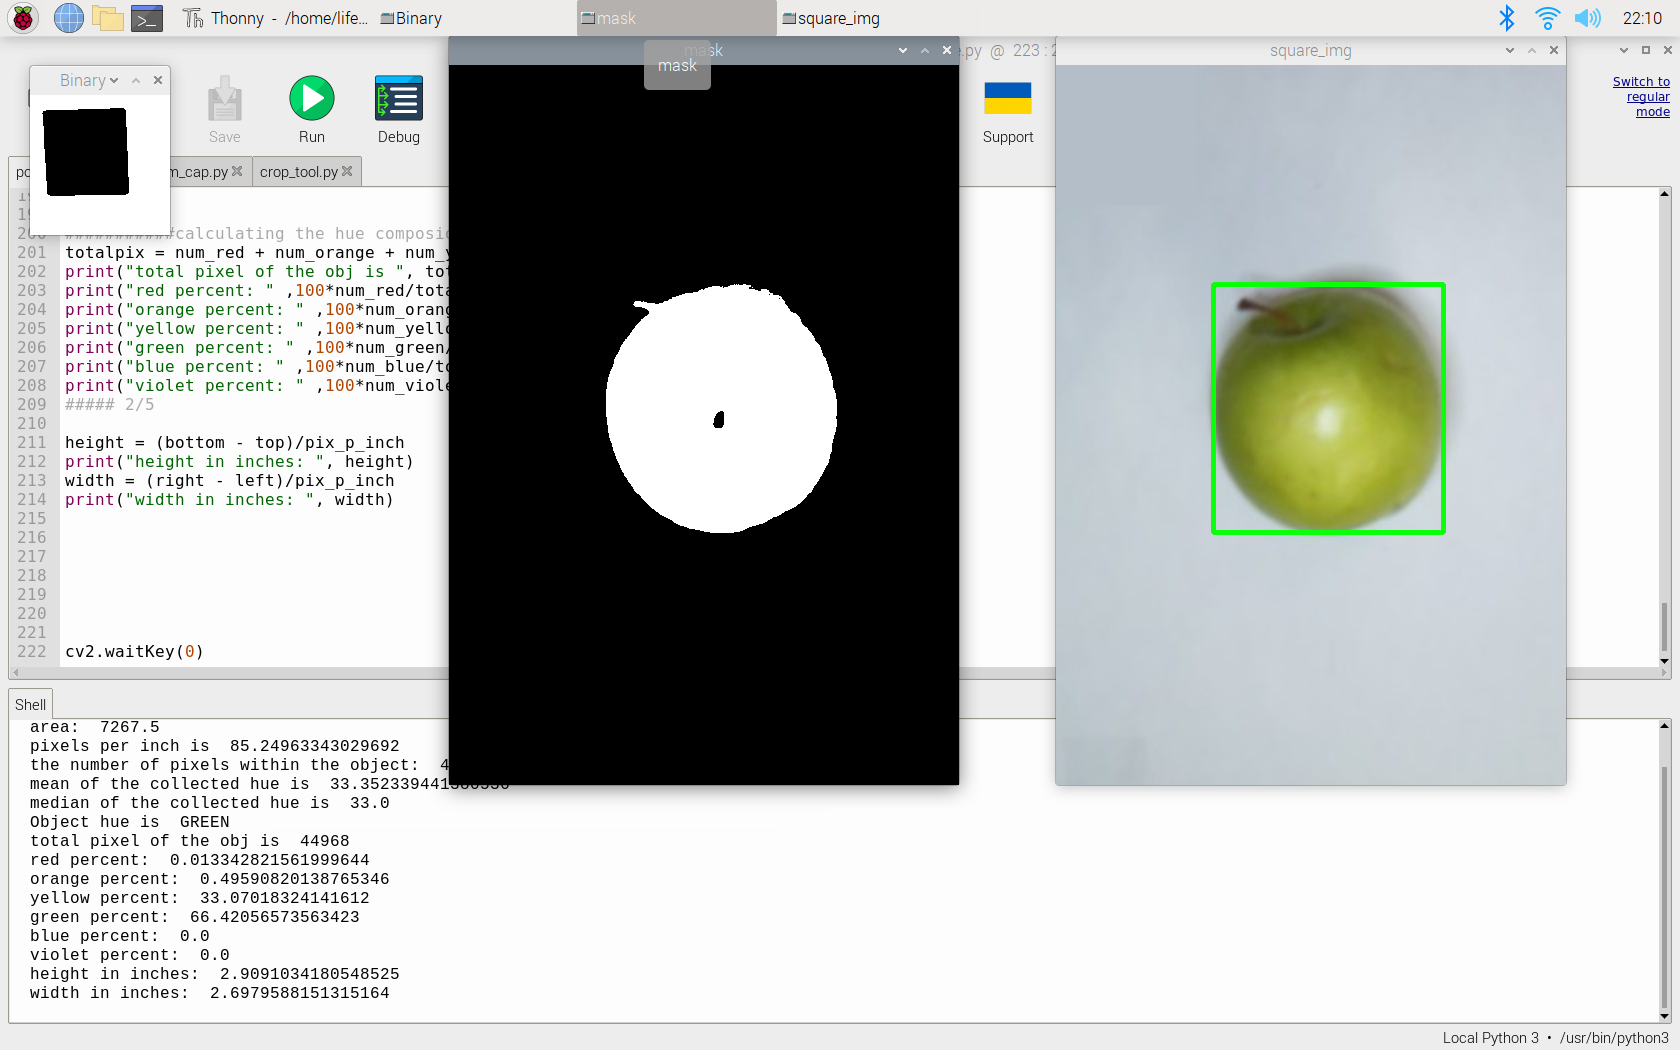 Thonny - /home/life...
Binary
mask
square_img
22:10
Binary
mask
mask
.py @ 223 : 2
square_img
Switch to
regular
mode
Save
Run
Debug
Support
m_cap.py
crop_tool.py
200
###########calculating the hue composi
201 totalpix = num_red + num_orange + num_y
202 print("total pixel of the obj is ", tot
203 print("red percent: " ,100*num_red/tota
204 print("orange percent: " ,100*num_orang
205 print("yellow percent: " ,100*num_yello
206 print("green percent: " ,100*num_green/
207 print("blue percent: " ,100*num_blue/to
208 print("violet percent: " ,100*num_viole
209 ##### 2/5
210
211 height = (bottom - top)/pix_p_inch
212 print("height in inches: ", height)
213 width = (right - left)/pix_p_inch
214 print("width in inches: ", width)
215
216
217
218
219
220
221
222 cv2.waitKey(0)
Shell
area:  7267.5
pixels per inch is  85.24963343029692
the number of pixels within the object:  4
mean of the collected hue is
median of the collected hue is  33.0
Object hue is  GREEN
total pixel of the obj is  44968
red percent:  0.013342821561999644
orange percent:  0.49590820138765346
yellow percent:  33.07018324141612
green percent:  66.42056573563423
blue percent:  0.0
violet percent:  0.0
height in inches:  2.9091034180548525
width in inches:  2.6979588151315164
Local Python 3 • /usr/bin/python3